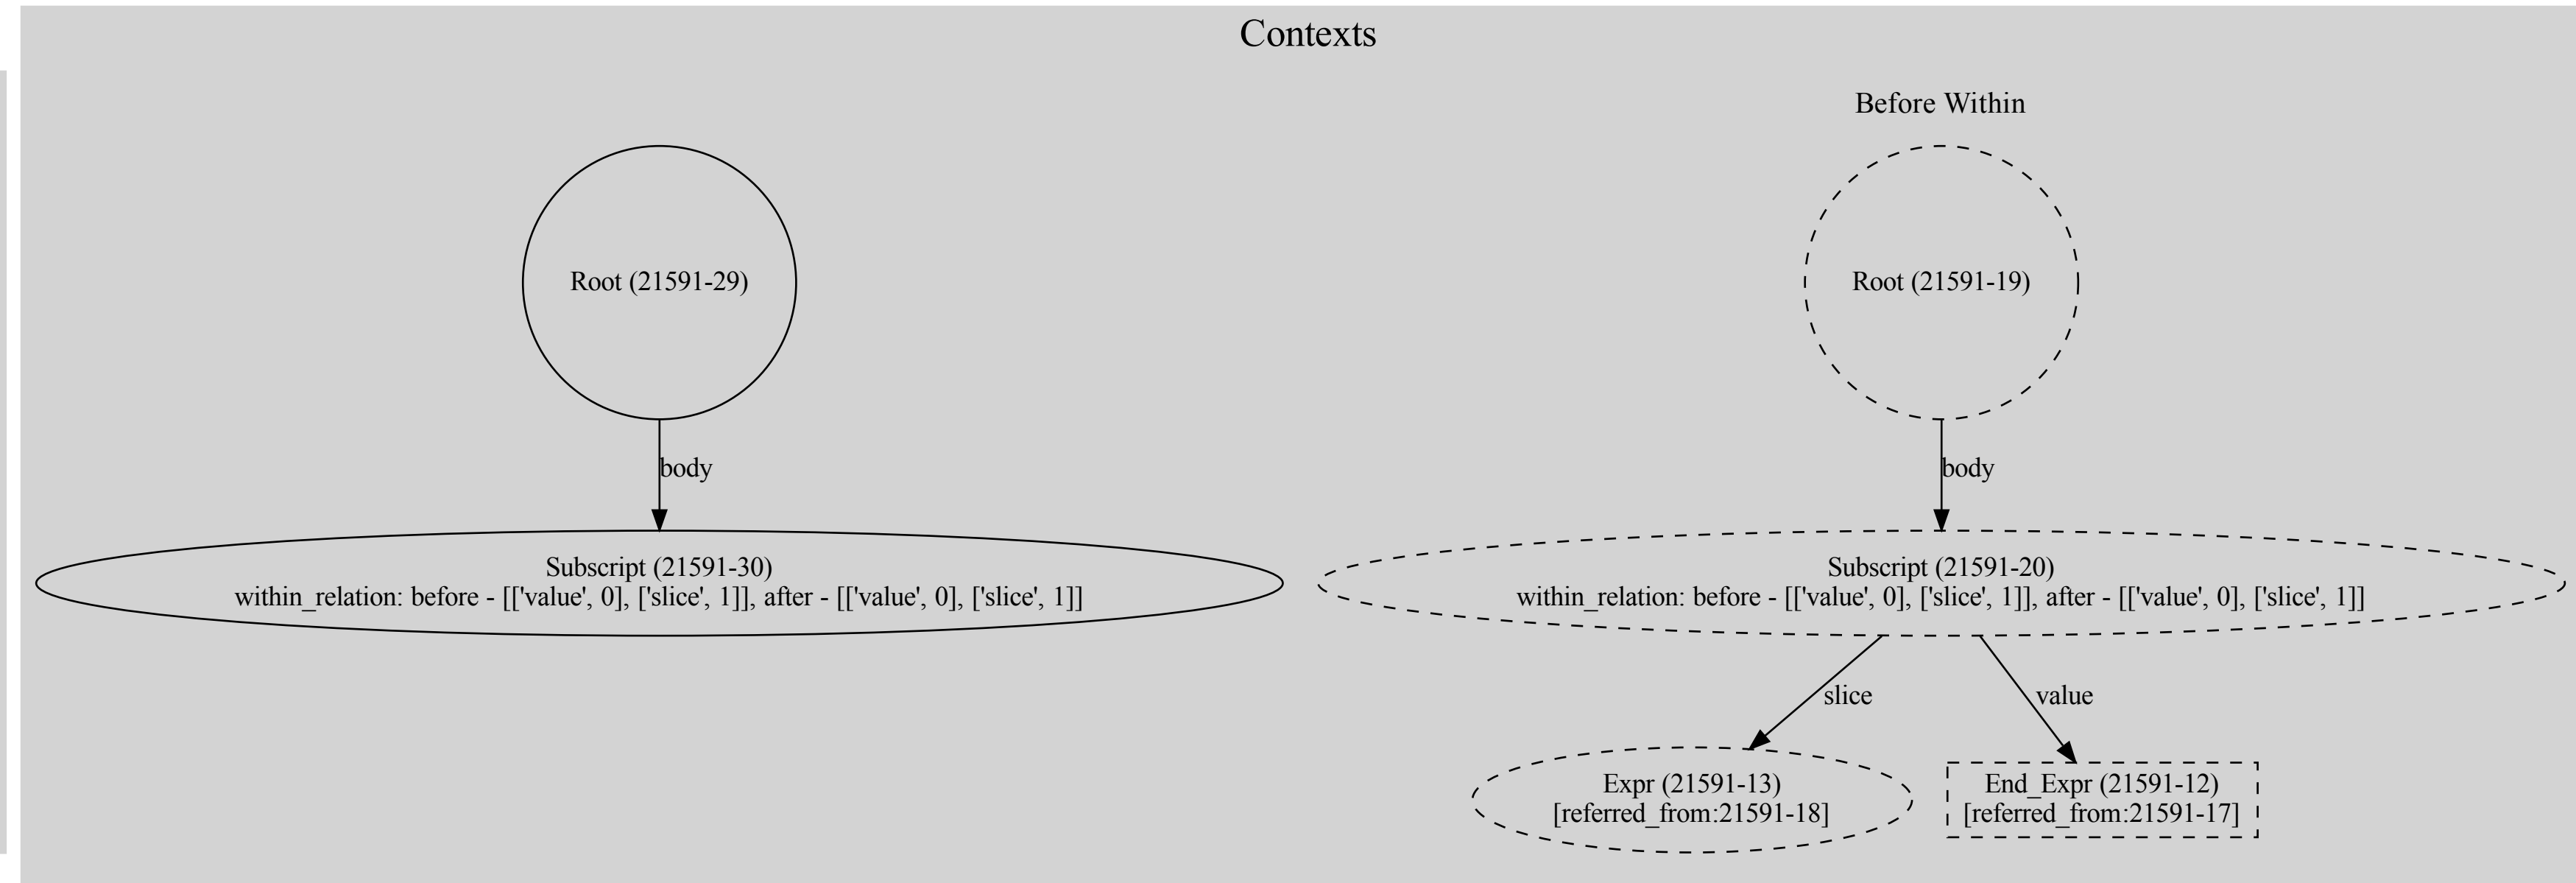 Contexts
Before Within
Root (21591-29)
Root (21591-19)
body
body
Subscript (21591-30)
within_relation: before - [['value', 0], ['slice', 1]], after - [['value', 0], ['slice', 1]]
Subscript (21591-20)
within_relation: before - [['value', 0], ['slice', 1]], after - [['value', 0], ['slice', 1]]
slice
value
Expr (21591-13)
[referred_from:21591-18]
End_Expr (21591-12)
[referred_from:21591-17]